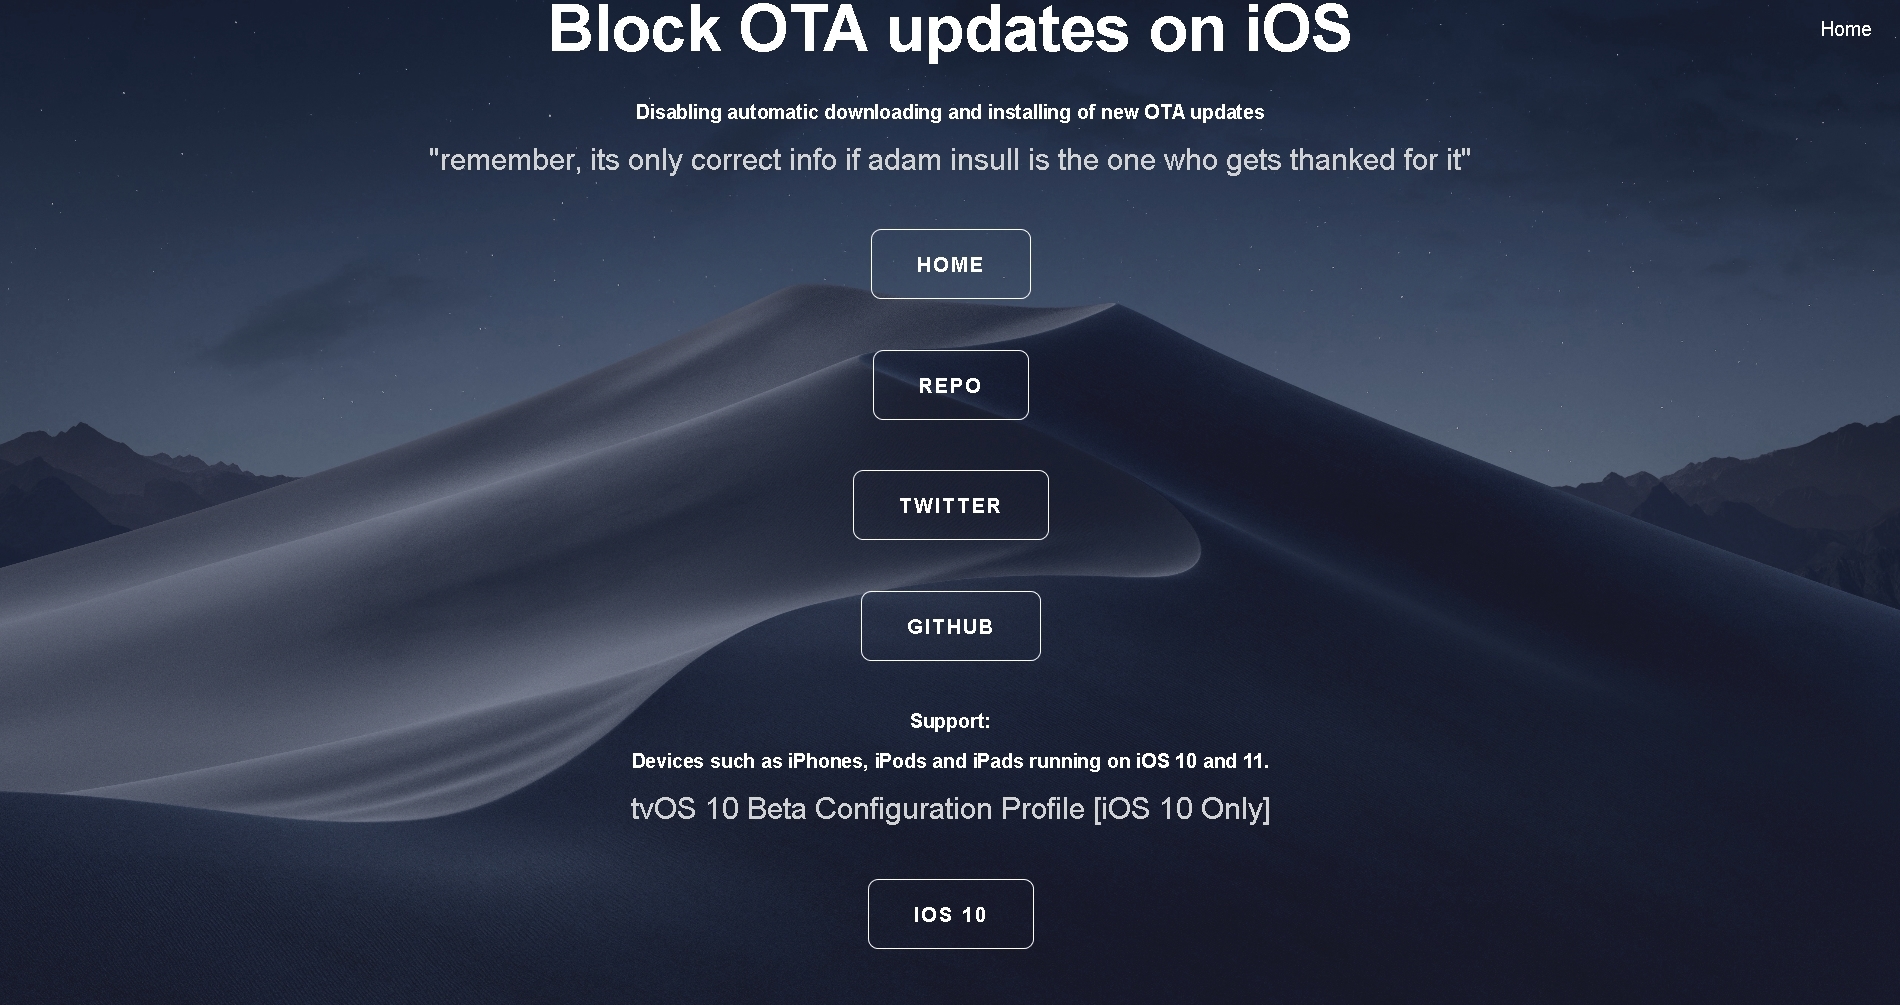 Block OTA updates on iOS
Home
Disabling automatic downloading and installing of new OTA updates
"remember, its only correct info if adam insull is the one who gets thanked for it"
HOME
REPO
TWITTER
GITHUB
Support:
Devices such as iPhones, iPods and iPads running on iOS 10 and 11.
tvOS 10 Beta Configuration Profile [iOS 10 Only]
IOS 10